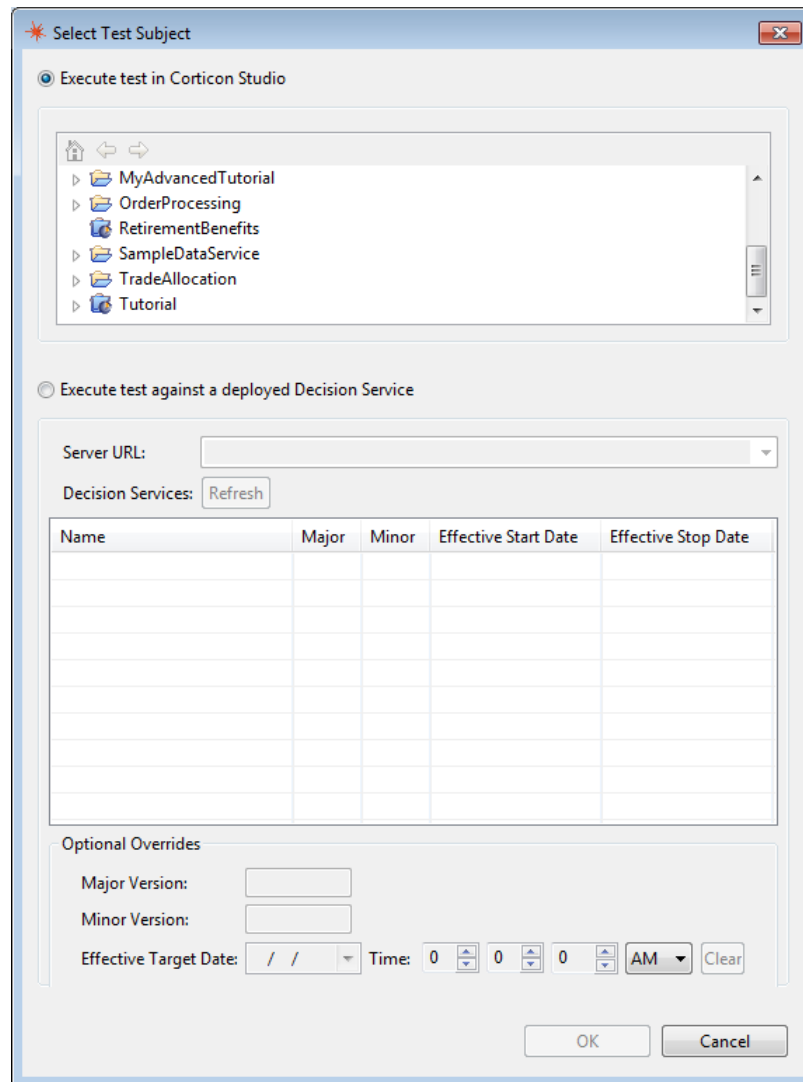 Select Test Subject
Execute test in Corticon Studio
MyAdvancedTutorial
OrderProcessing
RetirementBenefits
SampleDataService
TradeAllocation
Tutorial
Execute test against a deployed Decision Service
Server URL:
Decision Services: Refresh
Name Major Minor Effective Start Date Effective Stop Date
Optional Overrides
Major Version:
Minor Version:
Effective Target Date: / / Time: 0 0 0 AM Clear
OK Cancel